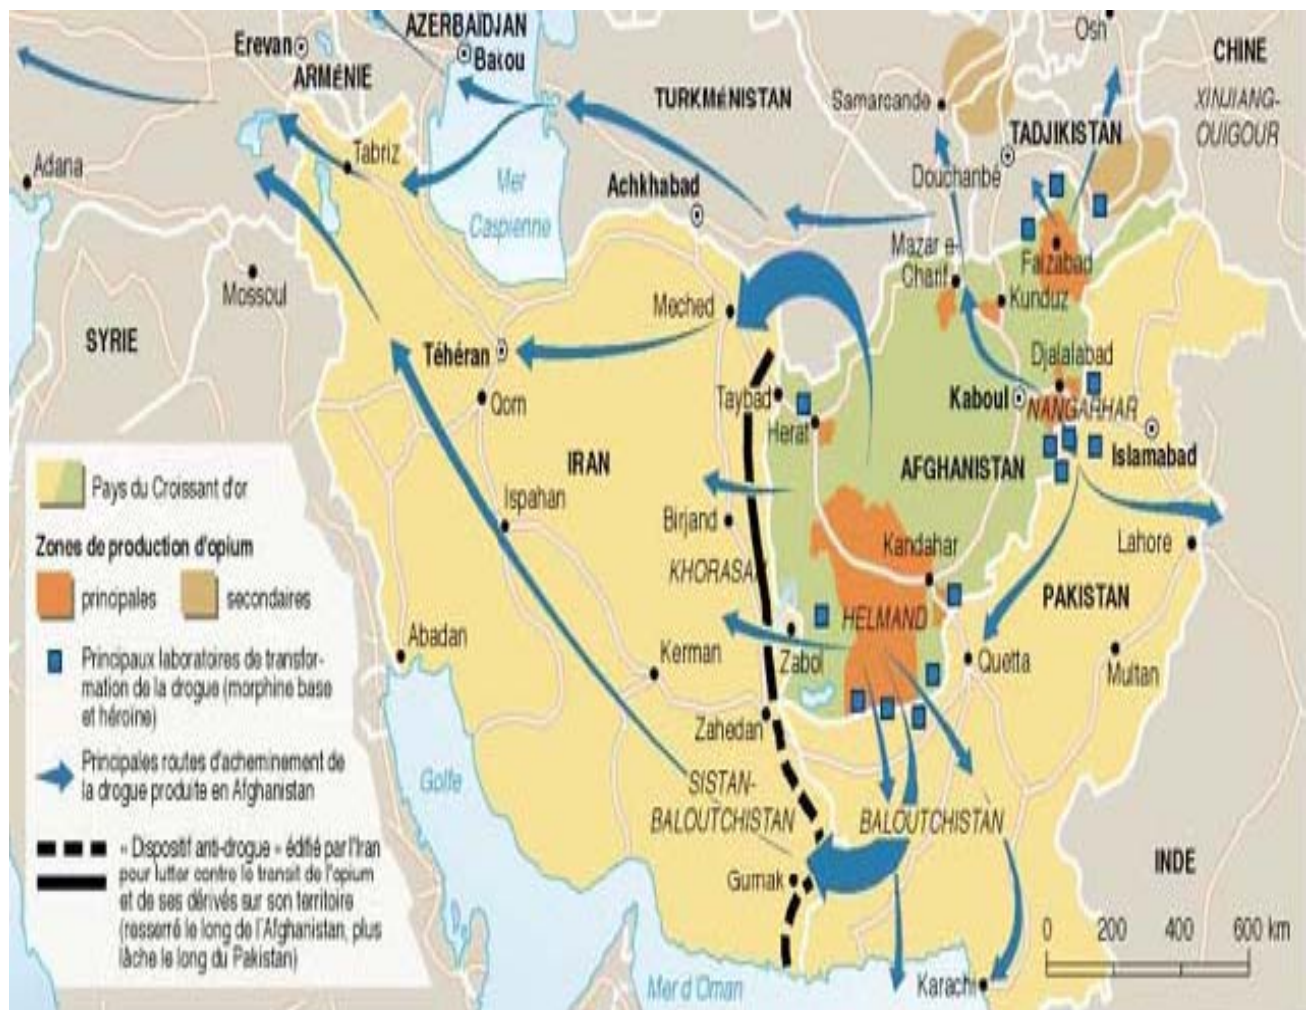 AZERBAÏDJAN
Erevan
Bakou
ARMÉNIE
Osh
CHINE
TURKMÉNISTAN
Samarcande
XINJIANG-
OUIGOUR
TADJIKISTAN
Adana
Tabriz
Mer
Caspienne
Achkhabad
Douchanbé
Mossoul
Mazar e-
Charif
Faizabad
Kunduz
Meched
SYRIE
Téhéran
Djalalabad
Qom
Taybad
Kaboul
NANGARHAR
Herat
Islamabad
IRAN
AFGHANISTAN
Ispahan
Birjand
Kandahar
Lahore
KHORASAN
PAKISTAN
HELMAND
Abadan
Kerman
Zabol
Quetta
Multan
Zahedan
Golfe
SISTAN-
BALOUTCHISTAN
BALOUTCHISTAN
Gurnak
INDE
Karachi
Mer d'Oman
0 200 400 600 km
Pays du Croissant d'or
Zones de production d'opium
principales
secondaires
Principaux laboratoires de transfor-
mation de la drogue (morphine base
et héroïne)
Principales routes d'acheminement de
la drogue produite en Afghanistan
« Dispositif anti-drogue » édifié par l'Iran
pour lutter contre le transit de l'opium
et de ses dérivés sur son territoire
(resserré le long de l'Afghanistan, plus
lâche le long du Pakistan)